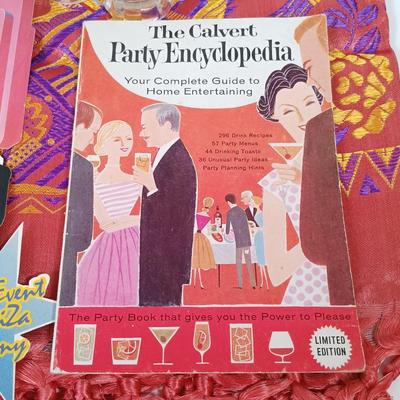 The Calvert
Party Encyclopedia
Your Complete Guide to
Home Entertaining
296 Drink Recipes
57 Party Menus
44 Drinking Toasts
36 Unusual Party Ideas
Party Planning Hints
The Party Book that gives you the Power to Please
LIMITED
EDITION
Event